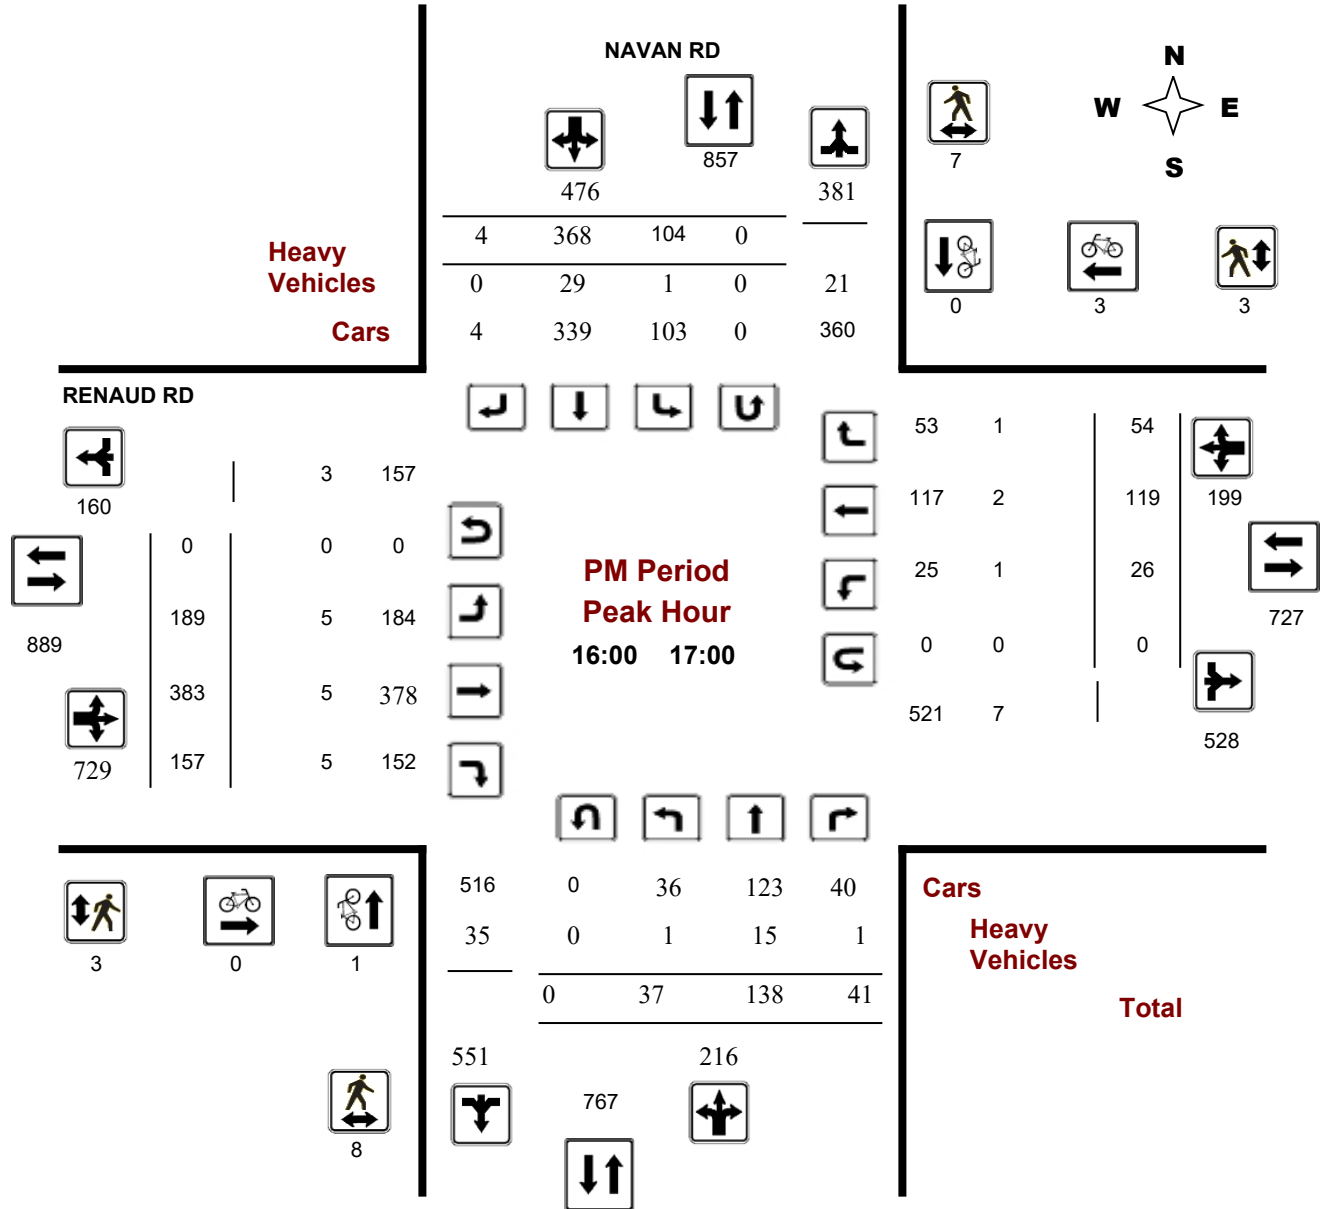 NAVAN RD
N
W E
S
857
7
476 381
4 368 104 0
Heavy
Vehicles 0 29 1 0 21
Cars 4 339 103 0 360
0 3 3
RENAUD RD
53 1 54
3 157
160
117 2 119 199
0 0 0
PM Period
25 1 26
Peak Hour
189 5 184
727
889
16:00 17:00
0 0 0
383 5 378
521 7
528
729 157 5 152
516 0 36 123 40 Cars
35 0 1 15 1 Heavy
Vehicles
3 0 1
0 37 138 41 Total
551 216
767
8